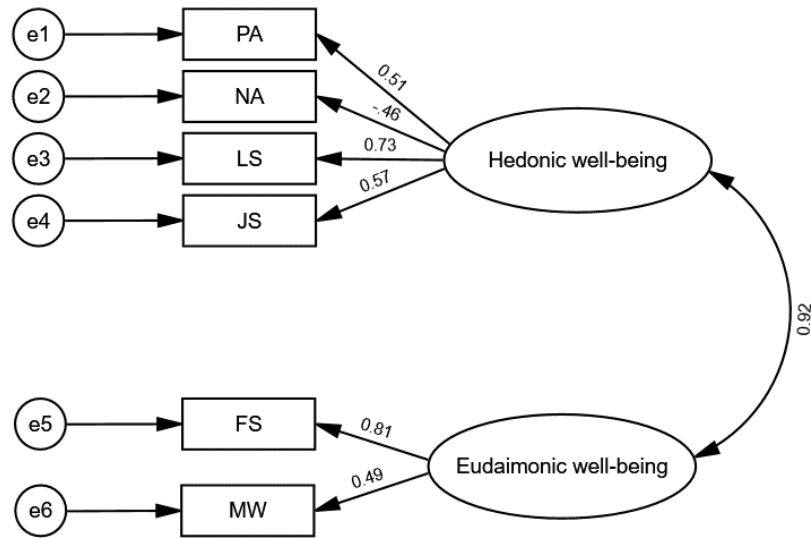 e1
PA
0.51
e2
NA
-.46
e3
LS
0.73
Hedonic well-being
e4
JS
0.57
0.92
e5
FS
0.81
Eudaimonic well-being
e6
MW
0.49